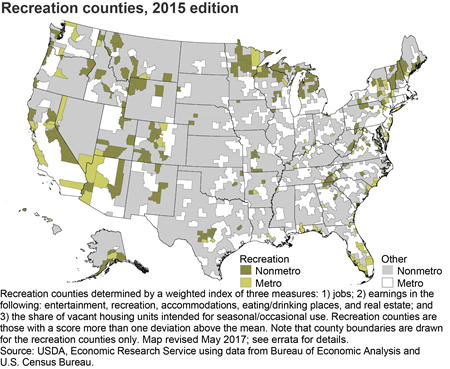 Recreation counties, 2015 edition
Recreation Other
Nonmetro Nonmetro
Metro Metro
Recreation counties determined by a weighted index of three measures: 1) jobs; 2) earnings in the
following: entertainment, recreation, accommodations, eating/drinking places, and real estate; and
3) the share of vacant housing units intended for seasonal/occasional use. Recreation counties are
those with a score more than one deviation above the mean. Note that county boundaries are drawn
for the recreation counties only. Map revised May 2017; see errata for details.
Source: USDA, Economic Research Service using data from Bureau of Economic Analysis and
U.S. Census Bureau.